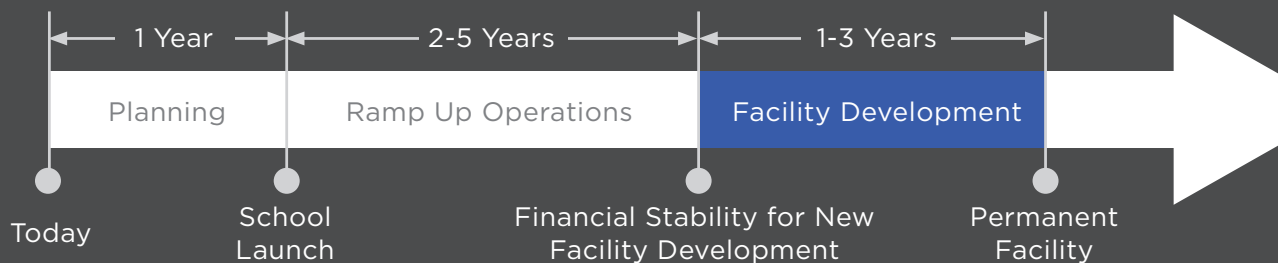 1 Year
2-5 Years
1-3 Years
Planning
Ramp Up Operations
Facility Development
Today
School
Launch
Financial Stability for New
Facility Development
Permanent
Facility